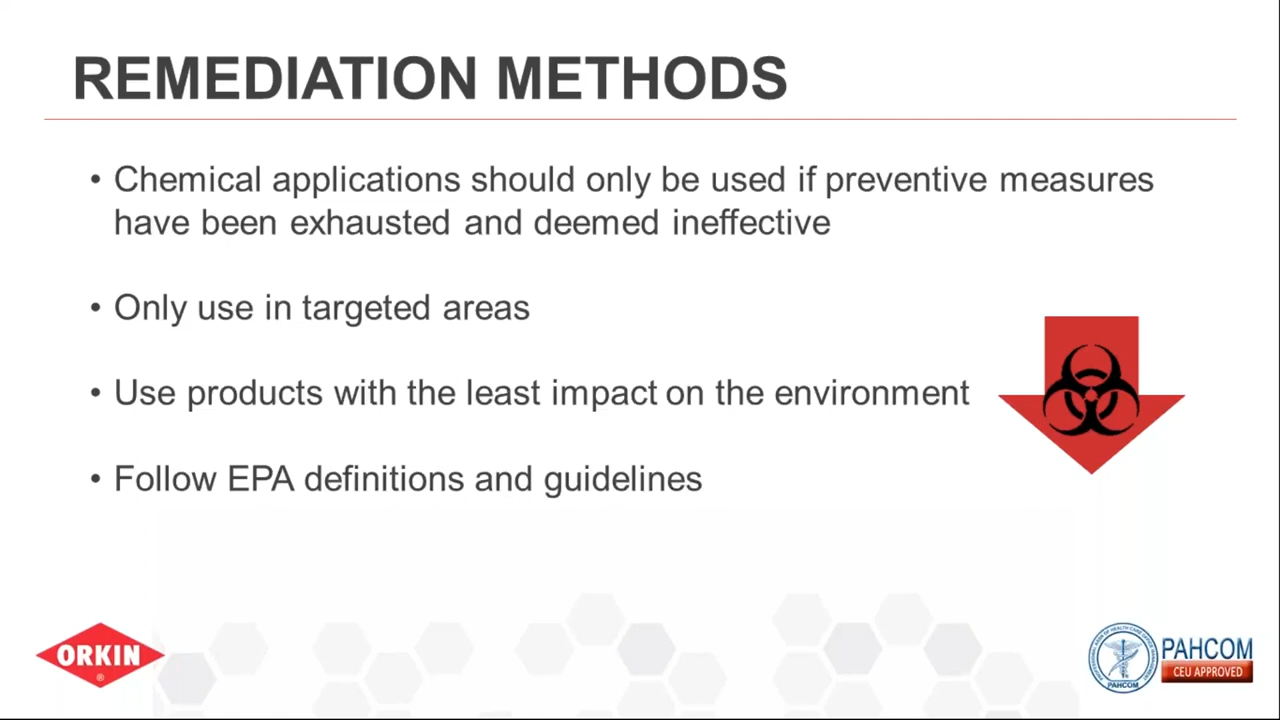 REMEDIATION METHODS
• Chemical applications should only be used if preventive measures
have been exhausted and deemed ineffective
• Only use in targeted areas
• Use products with the least impact on the environment
• Follow EPA definitions and guidelines
ORKIN
®
PAHCOM
PAHCOM
CEU APPROVED